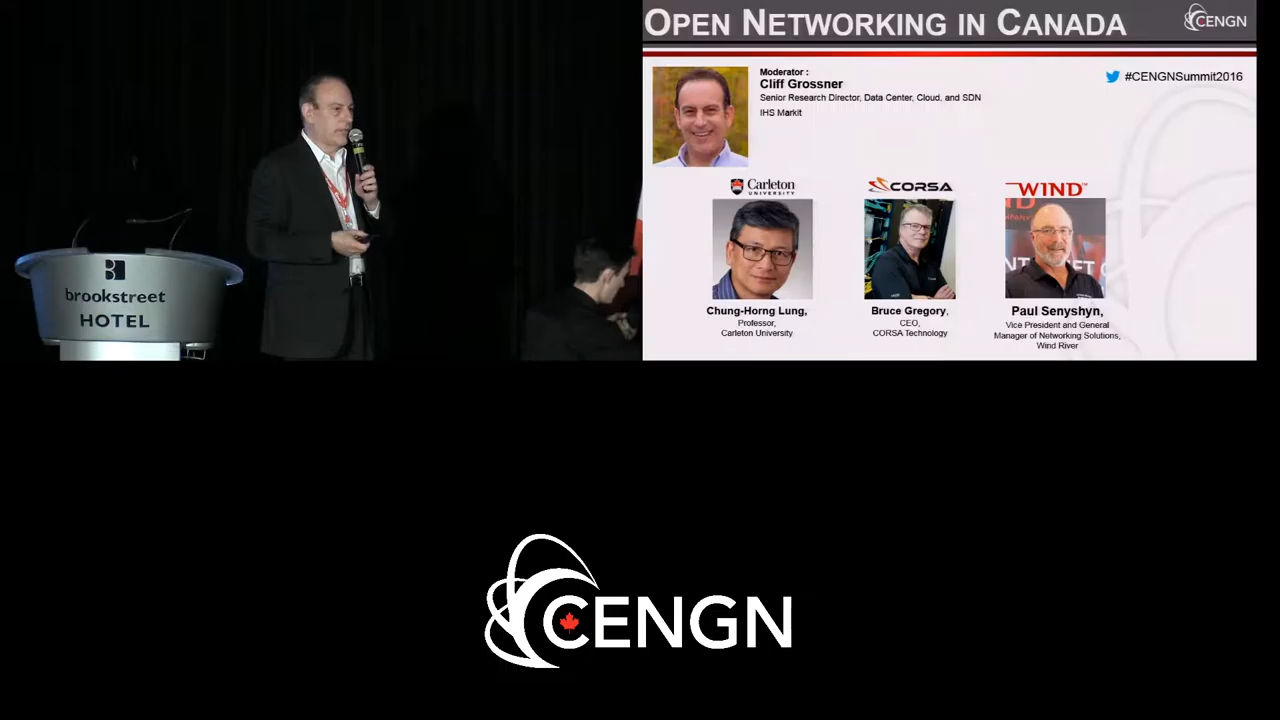 brookstreet
HOTEL
OPEN NETWORKING IN CANADA
CENGN
Moderator :
Cliff Grossner
Senior Research Director, Data Center, Cloud, and SDN
IHS Markit
#CENGNSummit2016
Carleton
UNIVERSITY
CORSA
WIND
Chung-Horng Lung,
Professor,
Carleton University
Bruce Gregory,
CEO,
CORSA Technology
Paul Senyshyn,
Vice President and General
Manager of Networking Solutions,
Wind River
CENGN